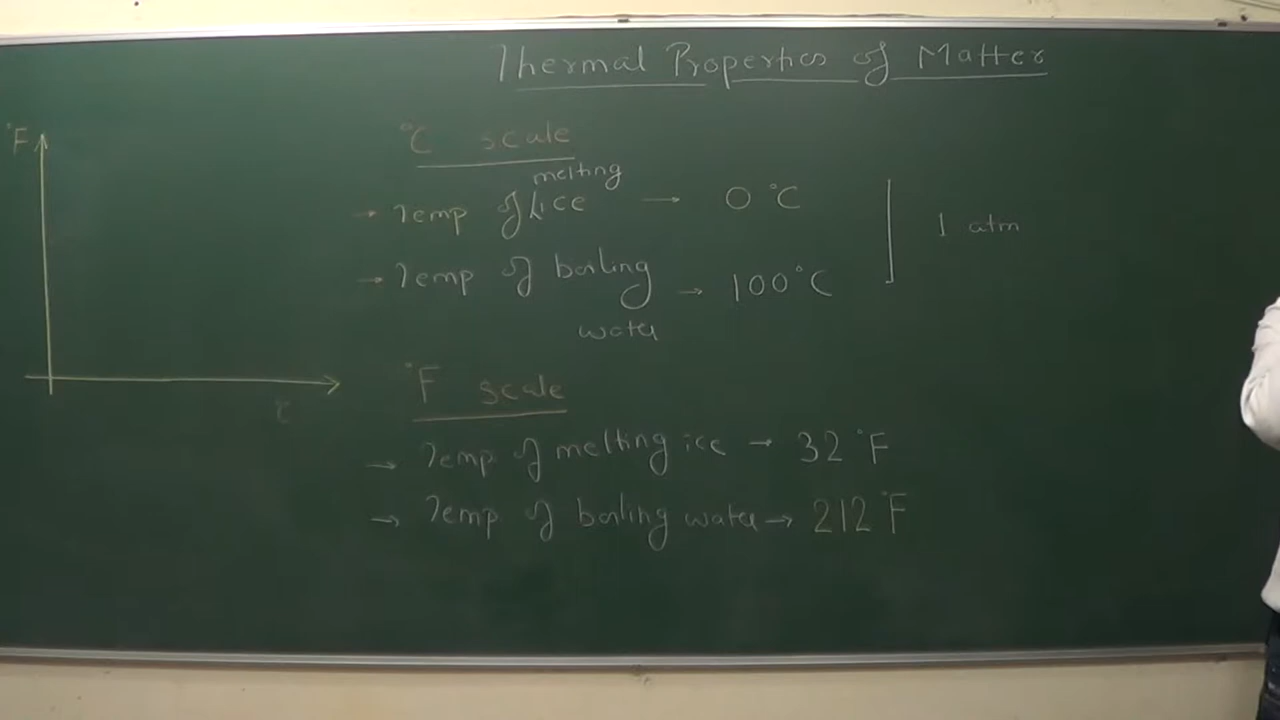 Thermal Properties of Matter
°F
°C scale
melting
→ Temp of ice → 0 °C
1 atm
→ Temp of boiling → 100°C
water
°C
°F scale
→ Temp of melting ice → 32 °F
→ Temp of boiling water → 212 °F